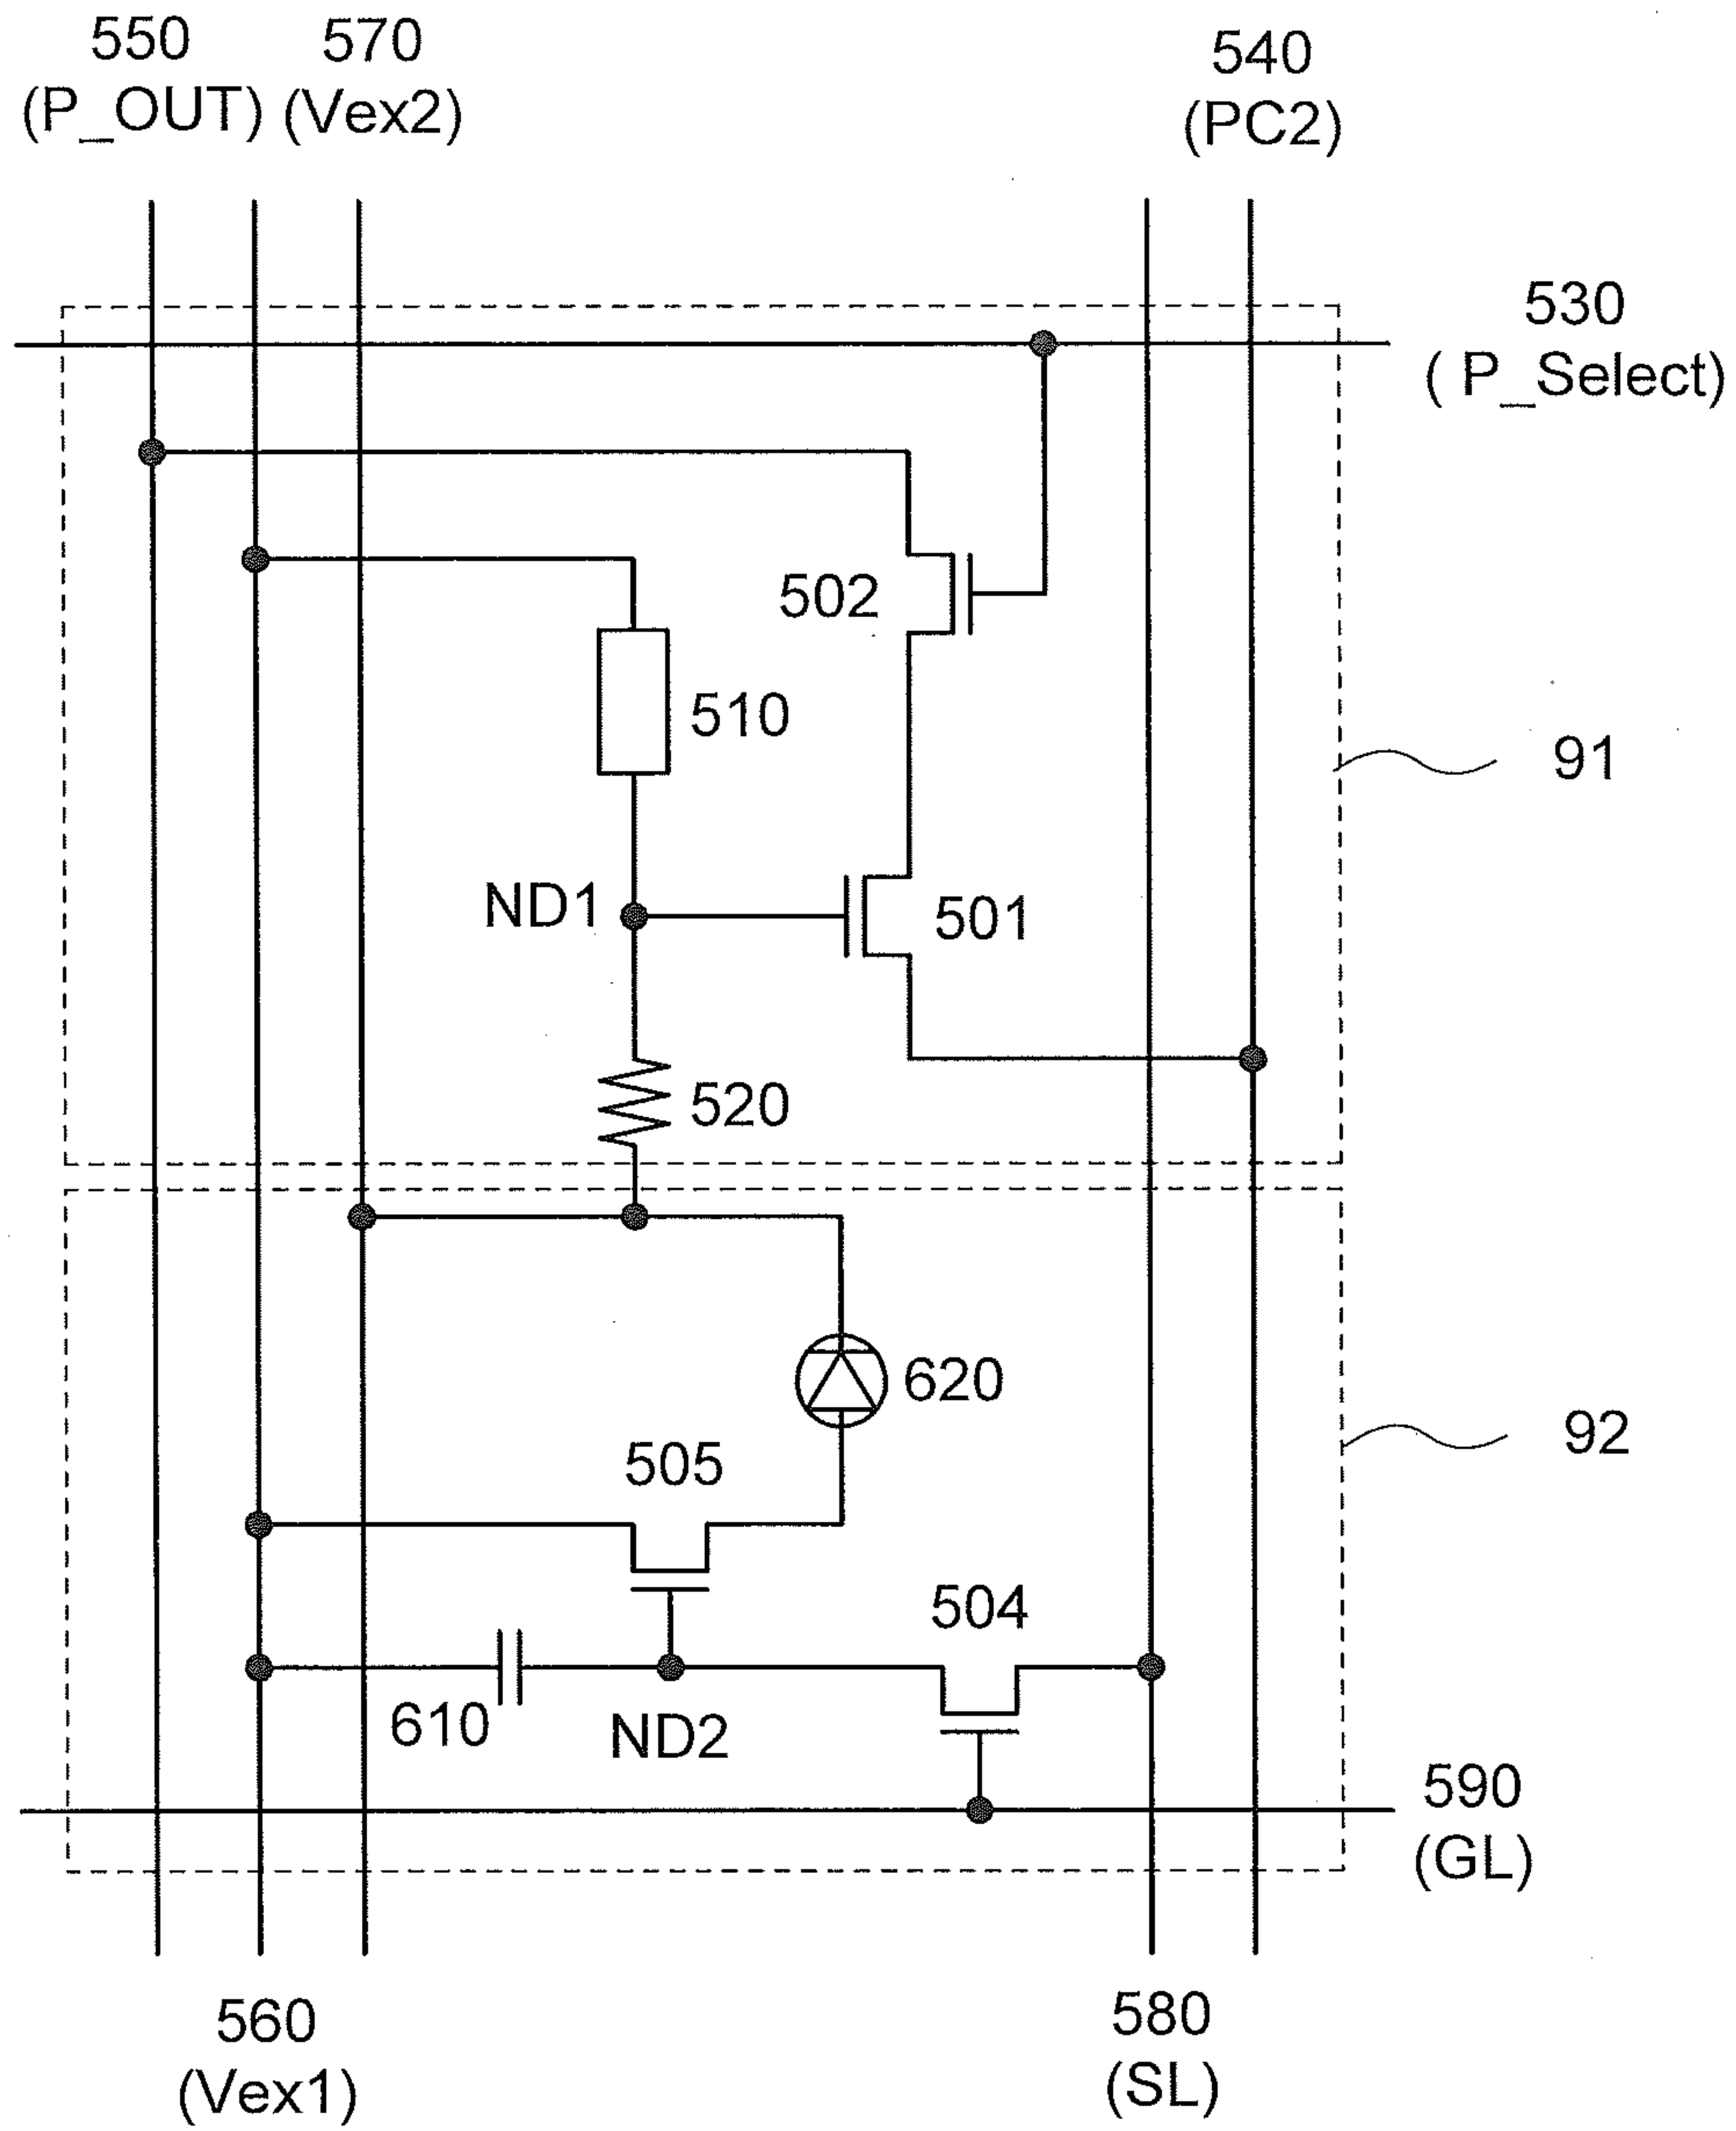 550
(P_OUT)
570
(Vex2)
540
(PC2)
530
( P_Select)
502
510
91
ND1
501
520
620
92
505
504
610
ND2
590
(GL)
560
(Vex1)
580
(SL)